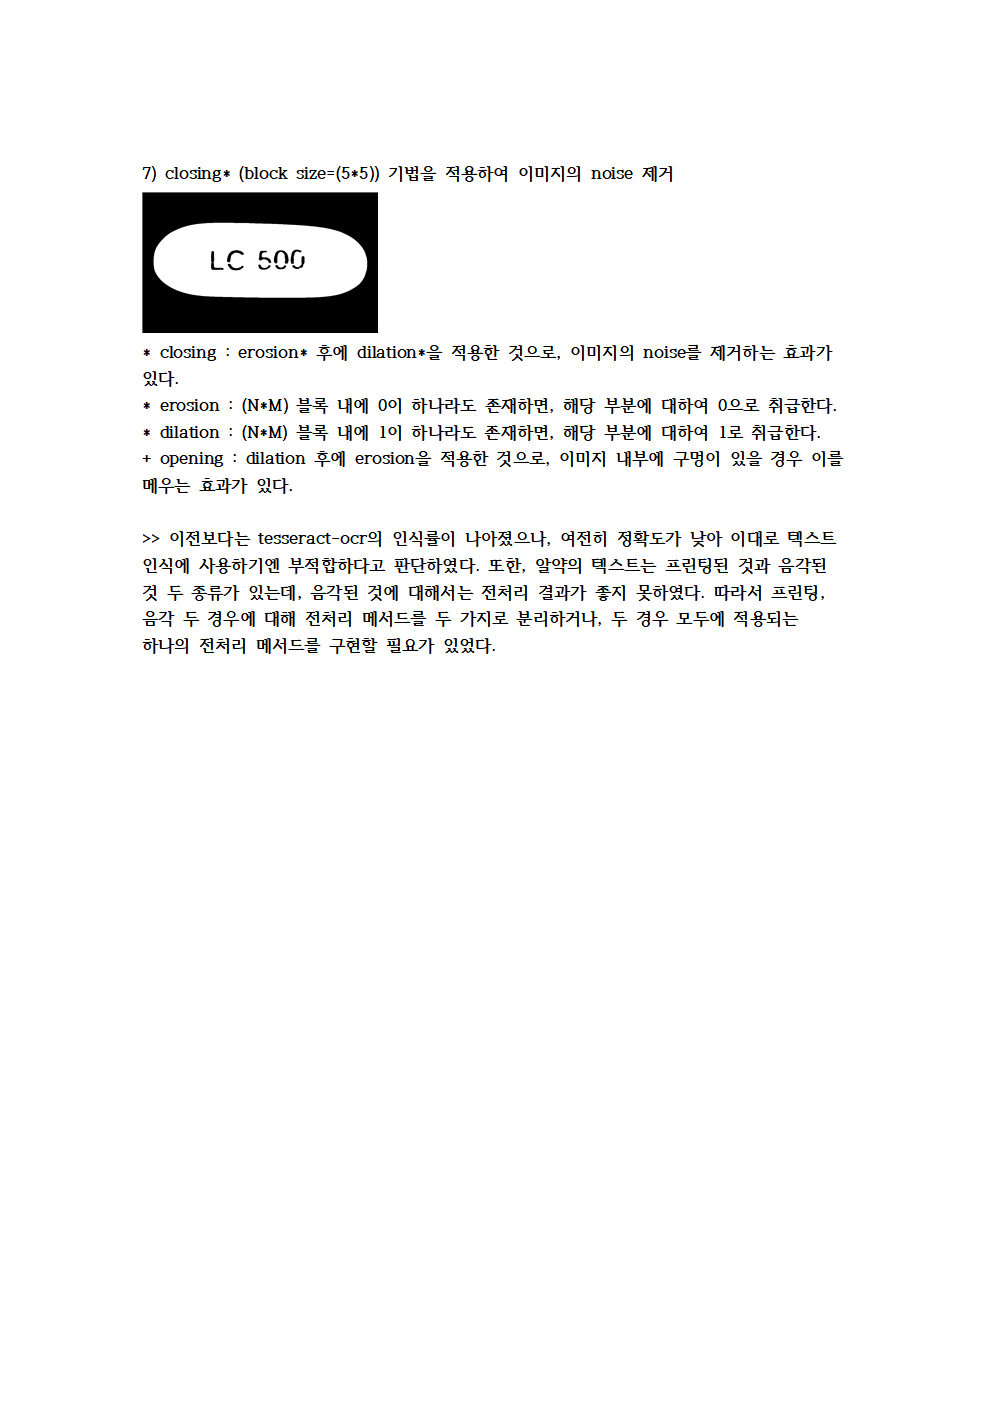 7) closing* (block size=(5*5)) 기법을 적용하여 이미지의 noise 제거
LC 500
* closing : erosion* 후에 dilation*을 적용한 것으로, 이미지의 noise를 제거하는 효과가
있다.
* erosion : (N*M) 블록 내에 0이 하나라도 존재하면, 해당 부분에 대하여 0으로 취급한다.
* dilation : (N*M) 블록 내에 1이 하나라도 존재하면, 해당 부분에 대하여 1로 취급한다.
+ opening : dilation 후에 erosion을 적용한 것으로, 이미지 내부에 구멍이 있을 경우 이를
메우는 효과가 있다.
>> 이전보다는 tesseract-ocr의 인식률이 나아졌으나, 여전히 정확도가 낮아 이대로 텍스트
인식에 사용하기엔 부적합하다고 판단하였다. 또한, 알약의 텍스트는 프린팅된 것과 음각된
것 두 종류가 있는데, 음각된 것에 대해서는 전처리 결과가 좋지 못하였다. 따라서 프린팅,
음각 두 경우에 대해 전처리 메서드를 두 가지로 분리하거나, 두 경우 모두에 적용되는
하나의 전처리 메서드를 구현할 필요가 있었다.